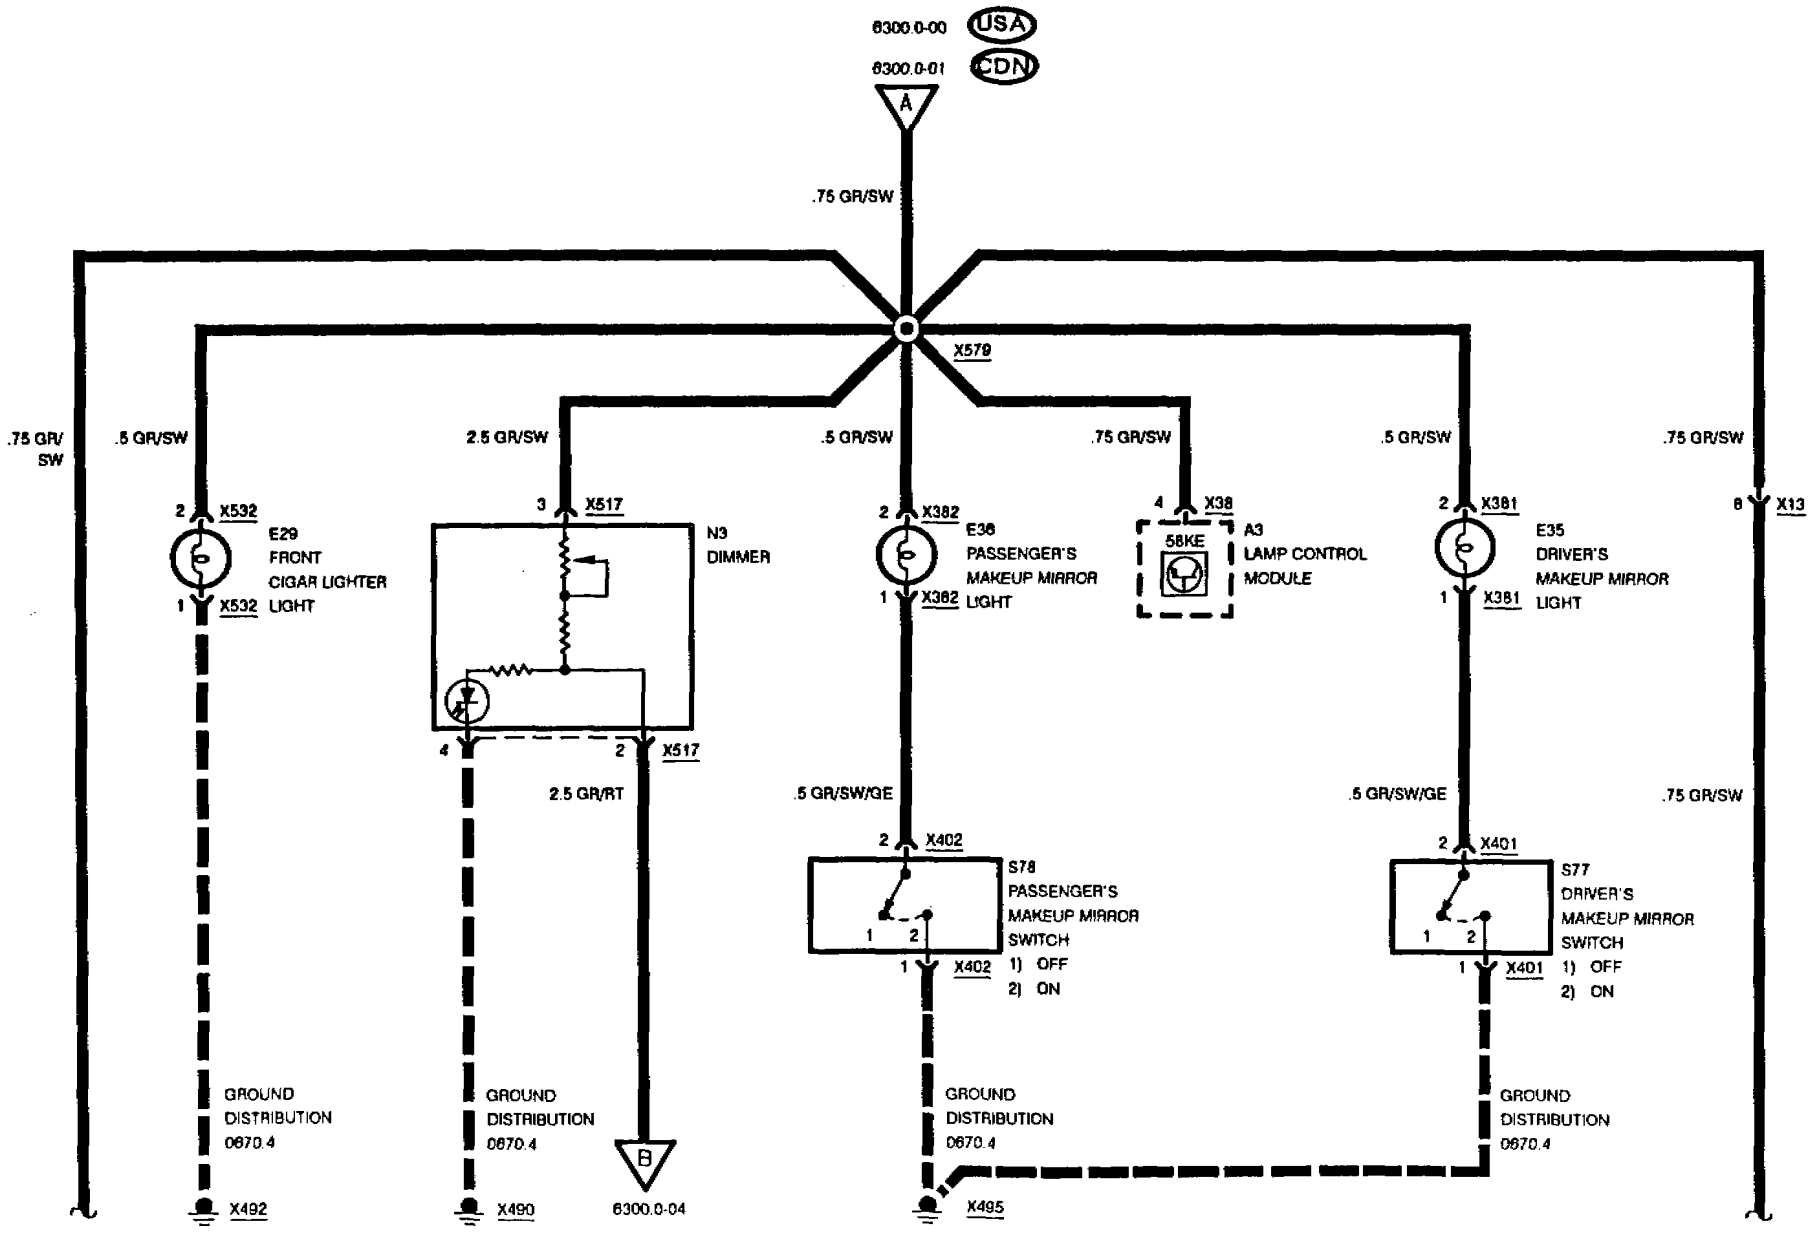 6300.0-00 USA
6300.0-01 CDN
A
.75 GR/SW
X579
.75 GR/
SW
.5 GR/SW
2.5 GR/SW
.5 GR/SW
.75 GR/SW
.5 GR/SW
.75 GR/SW
2 X532
E29
FRONT
CIGAR LIGHTER
LIGHT
1 X532
3 X517
N3
DIMMER
2 X382
E36
PASSENGER'S
MAKEUP MIRROR
LIGHT
1 X382
4 X38
58KE
A3
LAMP CONTROL
MODULE
2 X381
E35
DRIVER'S
MAKEUP MIRROR
LIGHT
1 X381
8 X13
4
2 X517
2.5 GR/RT
.5 GR/SW/GE
.5 GR/SW/GE
.75 GR/SW
2 X402
S78
PASSENGER'S
MAKEUP MIRROR
SWITCH
1) OFF
2) ON
1 2
1 X402
2 X401
S77
DRIVER'S
MAKEUP MIRROR
SWITCH
1) OFF
2) ON
1 2
1 X401
GROUND
DISTRIBUTION
0670.4
GROUND
DISTRIBUTION
0670.4
GROUND
DISTRIBUTION
0670.4
GROUND
DISTRIBUTION
0670.4
B
X492
X490
6300.0-04
X495